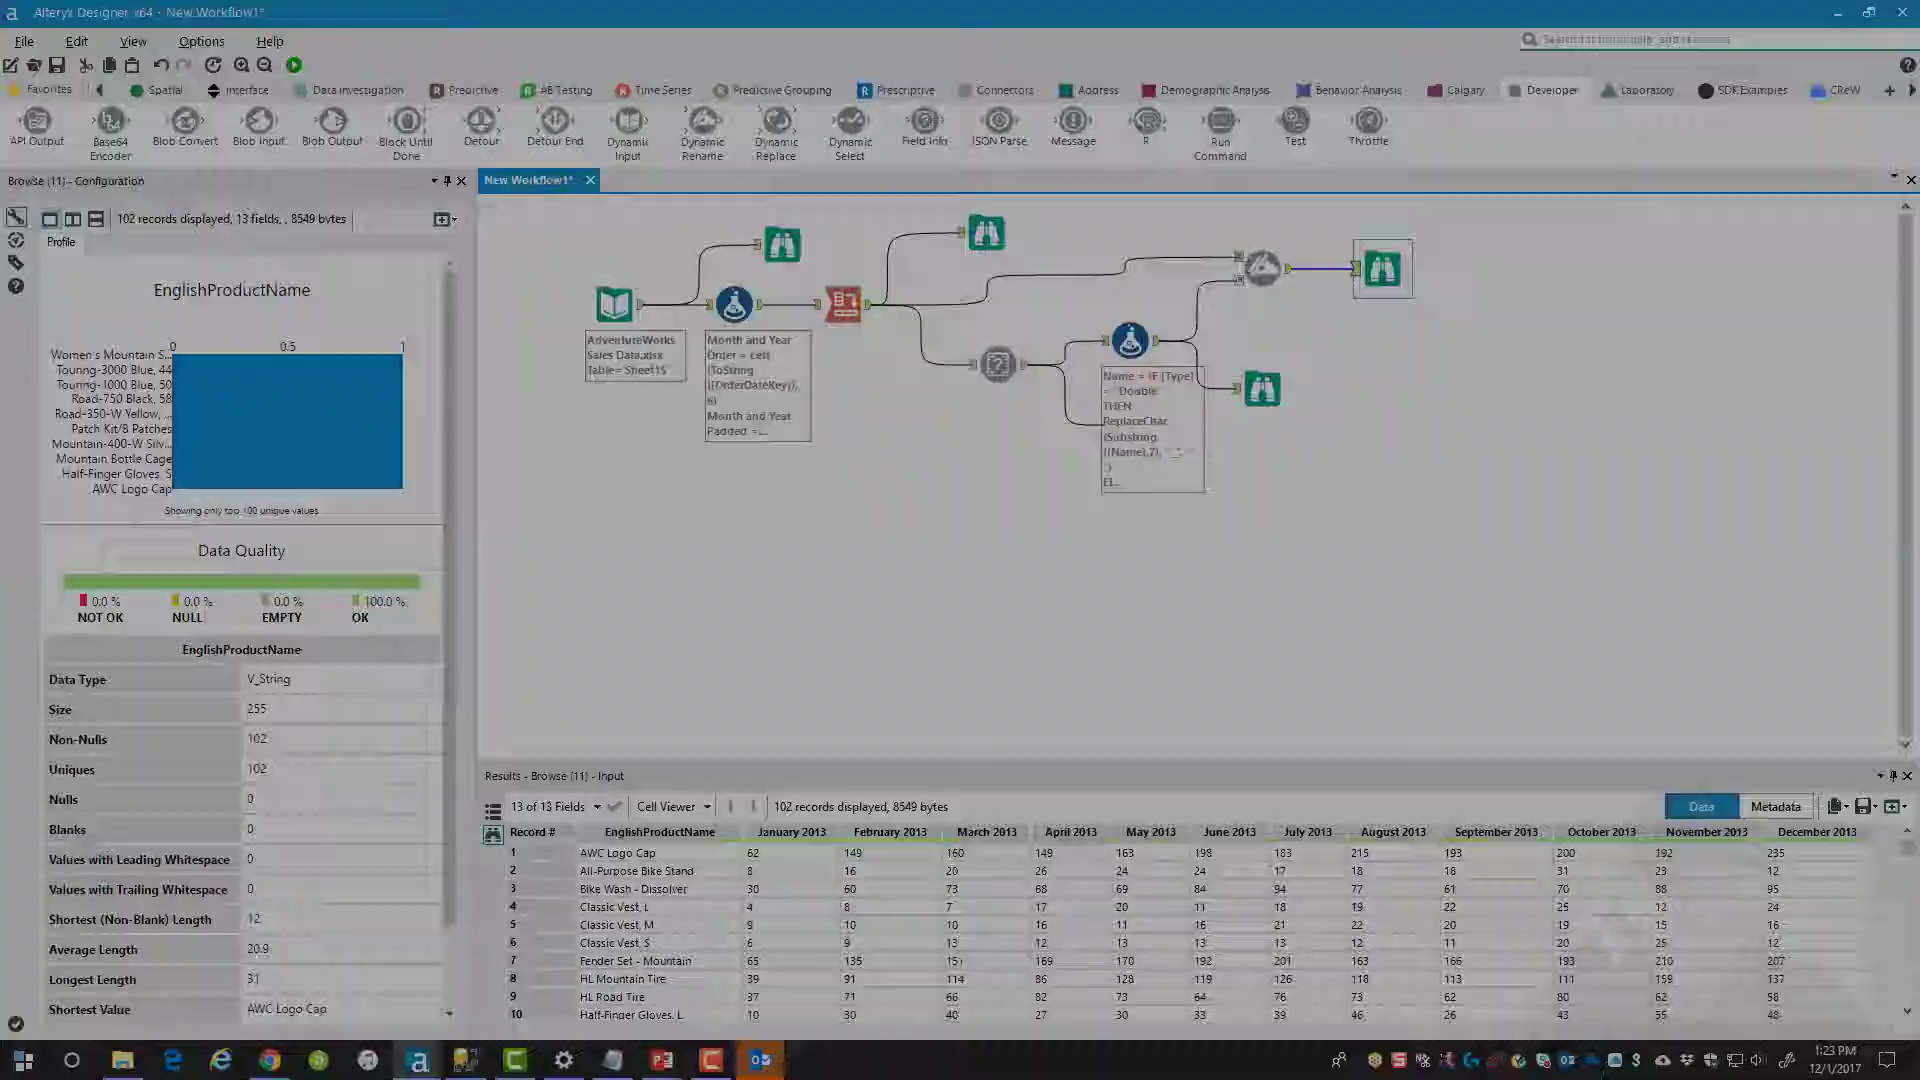 Alteryx Designer x64 - New Workflow1*
File Edit View Options Help
Favorites Spatial Interface Data Investigation Predictive AB Testing Time Series Predictive Grouping Prescriptive Connectors Address Demographic Analysis Behavior Analysis Calgary Developer Laboratory SDK Examples CReW
API Output Base64 Encoder Blob Convert Blob Input Blob Output Block Until Done Detour Detour End Dynamic Input Dynamic Rename Dynamic Replace Dynamic Select Field Info JSON Parse Message R Run Command Test Throttle
Browse (11) - Configuration
New Workflow1*
102 records displayed, 13 fields, , 8549 bytes
Profile
EnglishProductName
0 0.5 1
Women's Mountain S...
Touring-3000 Blue, 44
Touring-1000 Blue, 50
Road-750 Black, 58
Road-350-W Yellow, ...
Patch Kit/8 Patches
Mountain-400-W Silv...
Mountain Bottle Cage
Half-Finger Gloves, S
AWC Logo Cap
Showing only top 100 unique values
Data Quality
0.0 % 0.0 % 0.0 % 100.0 %
NOT OK NULL EMPTY OK
EnglishProductName
Data Type V_String
Size 255
Non-Nulls 102
Uniques 102
Nulls 0
Blanks 0
Values with Leading Whitespace 0
Values with Trailing Whitespace 0
Shortest (Non-Blank) Length 12
Average Length 20.9
Longest Length 31
Shortest Value AWC Logo Cap
AdventureWorks
Sales Data.xlsx
Table= Sheet1$
Month and Year
Order = Left
(ToString
([OrderDateKey]),
6)
Month and Year
Padded =...
Name = IF [Type]
= "Double"
THEN
ReplaceChar
(Substring
([Name],7), "_", "
")
El...
Results - Browse (11) - Input
13 of 13 Fields Cell Viewer 102 records displayed, 8549 bytes Data Metadata
Record # EnglishProductName January 2013 February 2013 March 2013 April 2013 May 2013 June 2013 July 2013 August 2013 September 2013 October 2013 November 2013 December 2013
1 AWC Logo Cap 62 149 160 149 163 198 183 215 193 200 192 235
2 All-Purpose Bike Stand 8 16 20 26 24 24 17 18 18 31 23 12
3 Bike Wash - Dissolver 30 60 73 68 69 84 94 77 61 70 88 95
4 Classic Vest, L 4 8 7 17 20 11 18 19 22 25 12 24
5 Classic Vest, M 9 10 10 16 11 16 21 22 20 19 15 16
6 Classic Vest, S 6 9 13 12 13 13 13 12 11 20 25 12
7 Fender Set - Mountain 65 135 151 169 170 192 201 163 166 193 210 207
8 HL Mountain Tire 39 91 114 86 128 119 126 118 113 111 159 137
9 HL Road Tire 37 71 66 82 73 64 76 73 62 80 62 58
10 Half-Finger Gloves, L 10 30 40 27 30 33 39 46 26 43 55 48
1:23 PM
12/1/2017